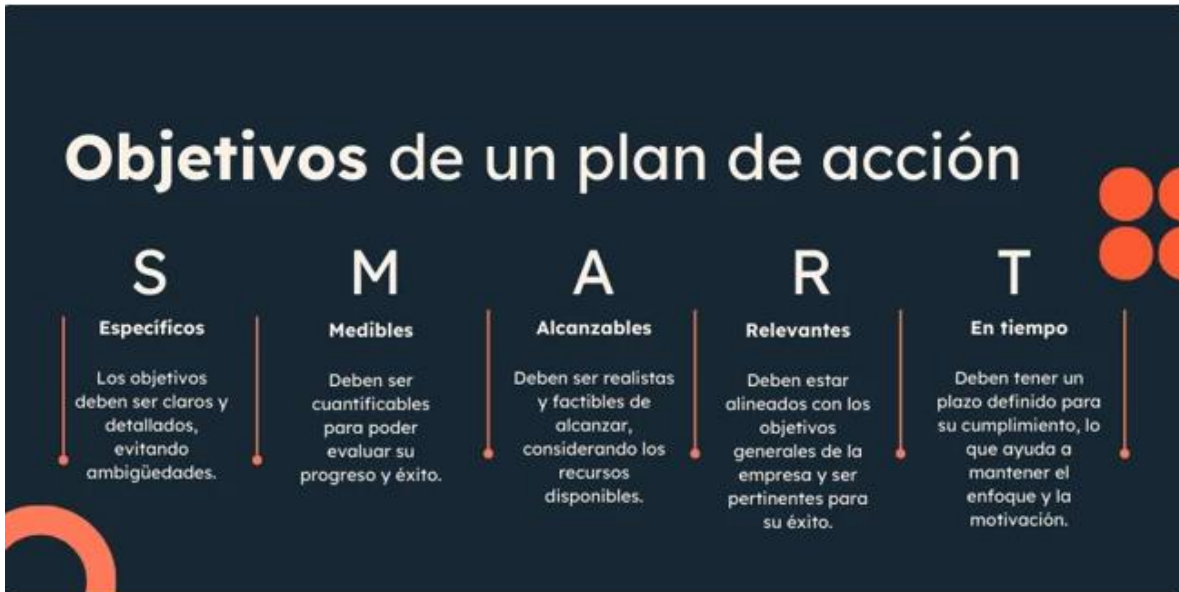 Objetivos de un plan de acción
S
Específicos
Los objetivos
deben ser claros y
detallados,
evitando
ambigüedades.
M
Medibles
Deben ser
cuantificables
para poder
evaluar su
progreso y éxito.
A
Alcanzables
Deben ser realistas
y factibles de
alcanzar,
considerando los
recursos
disponibles.
R
Relevantes
Deben estar
alineados con los
objetivos
generales de la
empresa y ser
pertinentes para
su éxito.
T
En tiempo
Deben tener un
plazo definido para
su cumplimiento, lo
que ayuda a
mantener el
enfoque y la
motivación.